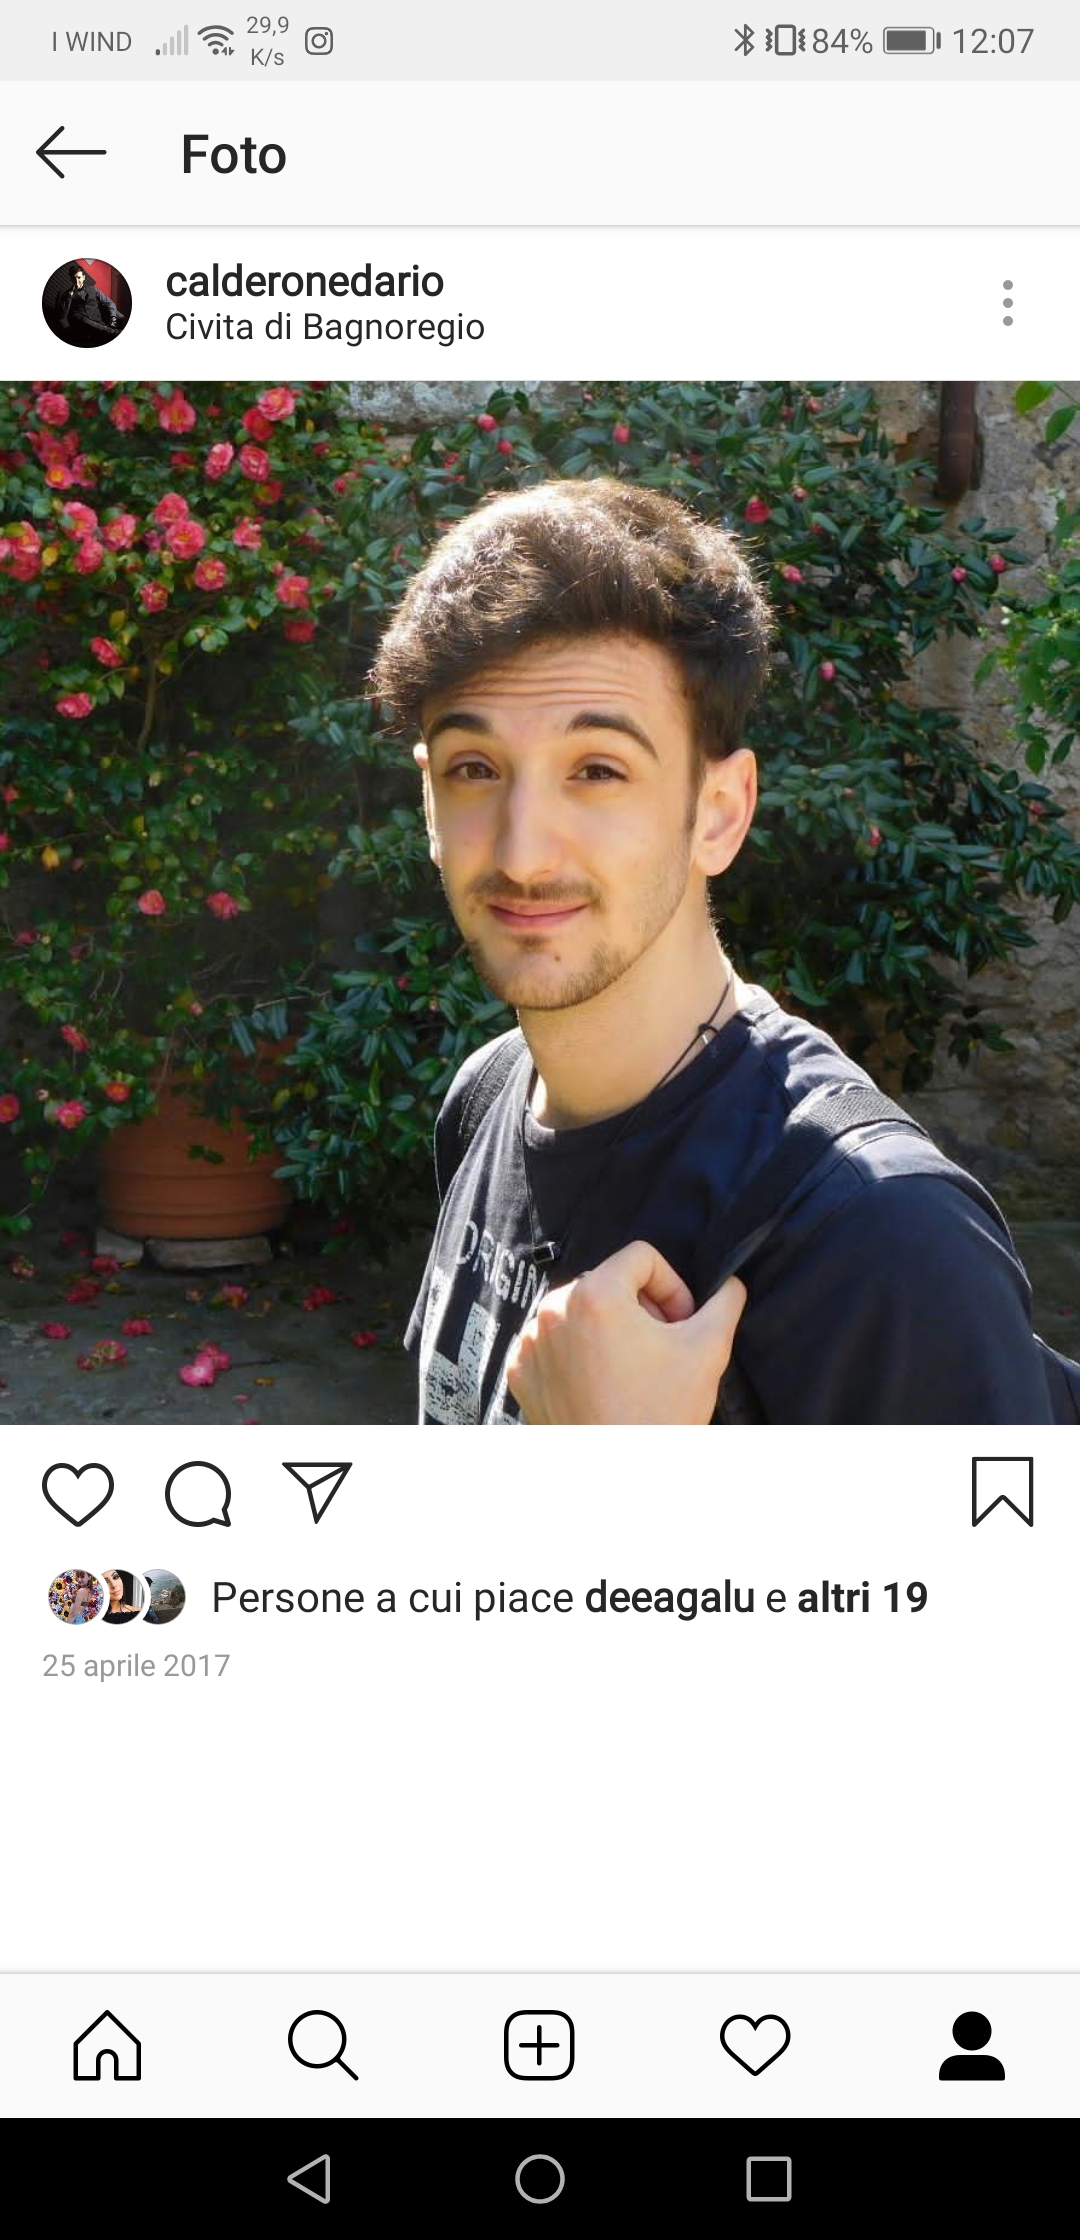 I WIND 29,9 K/s 84% 12:07
Foto
calderonedario
Civita di Bagnoregio
ORIGIN
Persone a cui piace deeagalu e altri 19
25 aprile 2017